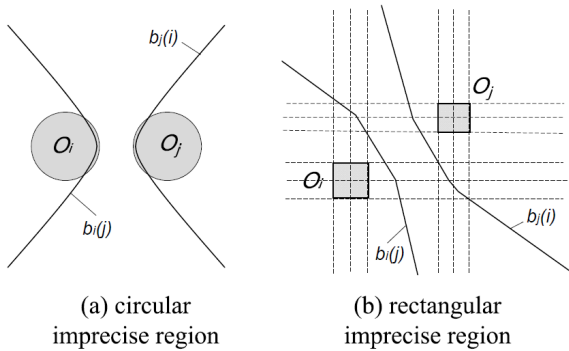 bj(i)
Oi
Oj
bi(j)
Oj
Oi
bi(j)
bj(i)
(a) circular
imprecise region
(b) rectangular
imprecise region